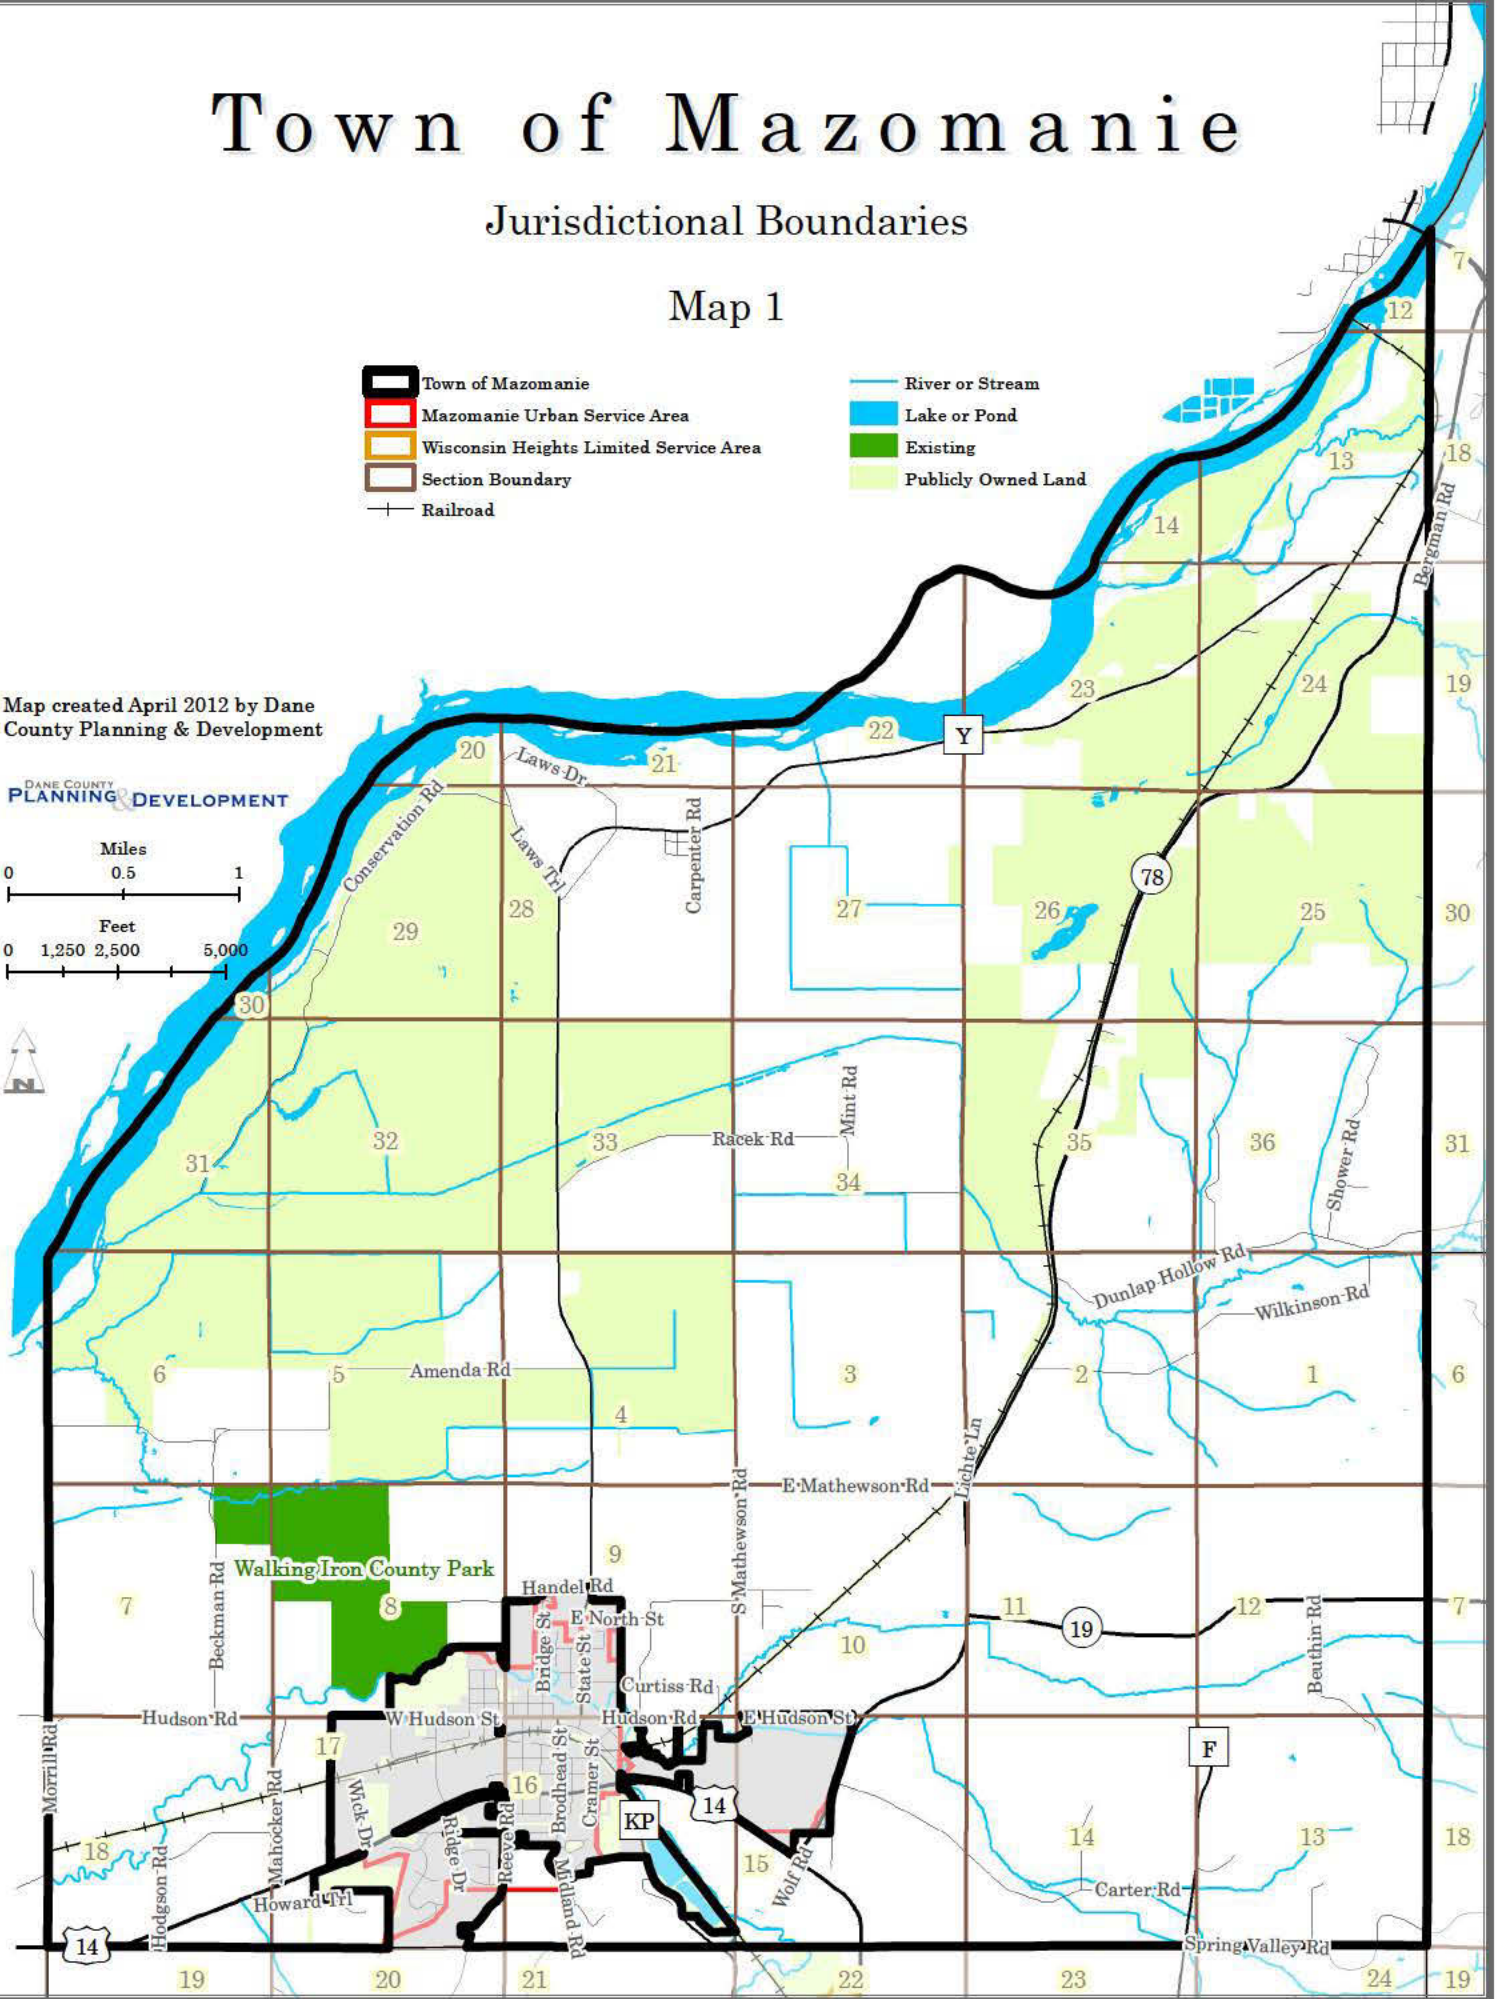 Town of Mazomanie
Jurisdictional Boundaries
Map 1
Town of Mazomanie
Mazomanie Urban Service Area
Wisconsin Heights Limited Service Area
Section Boundary
Railroad
River or Stream
Lake or Pond
Existing
Publicly Owned Land
Map created April 2012 by Dane
County Planning & Development
DANE COUNTY
PLANNING & DEVELOPMENT
Miles
0 0.5 1
Feet
0 1,250 2,500 5,000
N
7
12
13
18
14
Bergman Rd
23
24
19
20
Laws Dr
21
22
Y
Conservation Rd
Laws Trl
Carpenter Rd
78
29
28
27
26
25
30
30
31
32
33
Racek Rd
Mint Rd
34
35
36
Shower Rd
31
Dunlap Hollow Rd
Wilkinson Rd
6
5
Amenda Rd
4
3
2
1
6
Lichte Ln
E Mathewson Rd
S Mathewson Rd
Walking Iron County Park
7
Beckman Rd
8
9
Handel Rd
E North St
Bridge St
State St
10
11
19
12
7
Beuthin Rd
Curtiss Rd
Hudson Rd
W Hudson St
Hudson Rd
E Hudson St
Morrill Rd
17
Mahocker Rd
Wick Dr
16
Brodhead St
Cramer St
KP
14
F
18
Hodgson Rd
Ridge Dr
Reeve Rd
Midland Rd
15
Wolf Rd
14
13
18
Howard Trl
Carter Rd
14
Spring Valley Rd
19
20
21
22
23
24
19